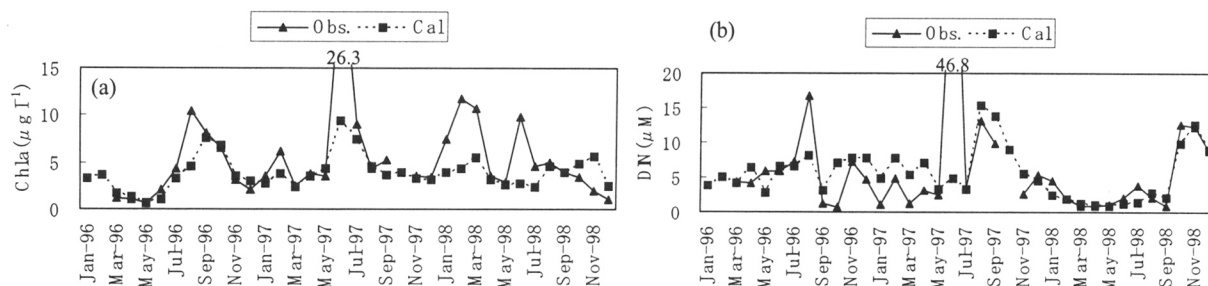 Obs. Cal
26.3
(a)
Chla(μg l⁻¹)
15
10
5
0
Jan-96
Mar-96
May-96
Jul-96
Sep-96
Nov-96
Jan-97
Mar-97
May-97
Jul-97
Sep-97
Nov-97
Jan-98
Mar-98
May-98
Jul-98
Sep-98
Nov-98
(b)
Obs. Cal
46.8
DIN(μM)
20
15
10
5
0
Jan-96
Mar-96
May-96
Jul-96
Sep-96
Nov-96
Jan-97
Mar-97
May-97
Jul-97
Sep-97
Nov-97
Jan-98
Mar-98
May-98
Jul-98
Sep-98
Nov-98